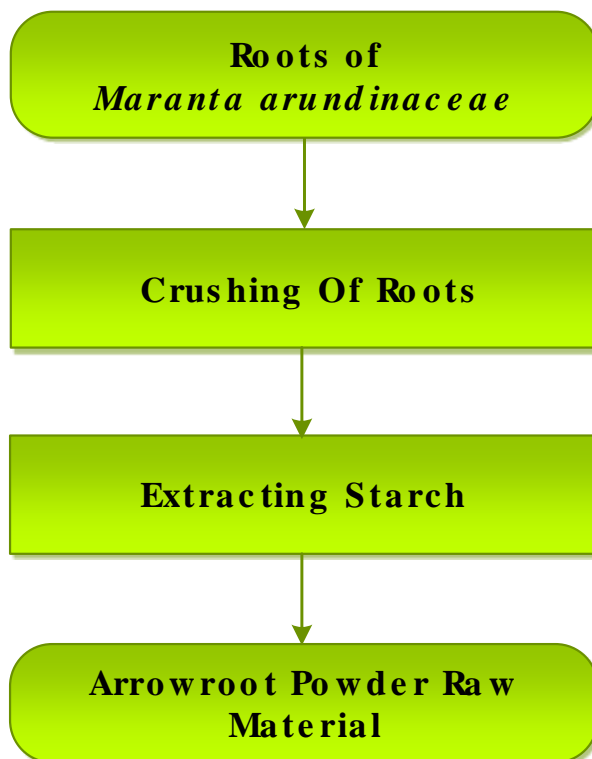 Roots of
Maranta arundinaceae
Crushing Of Roots
Extracting Starch
Arrowroot Powder Raw
Material